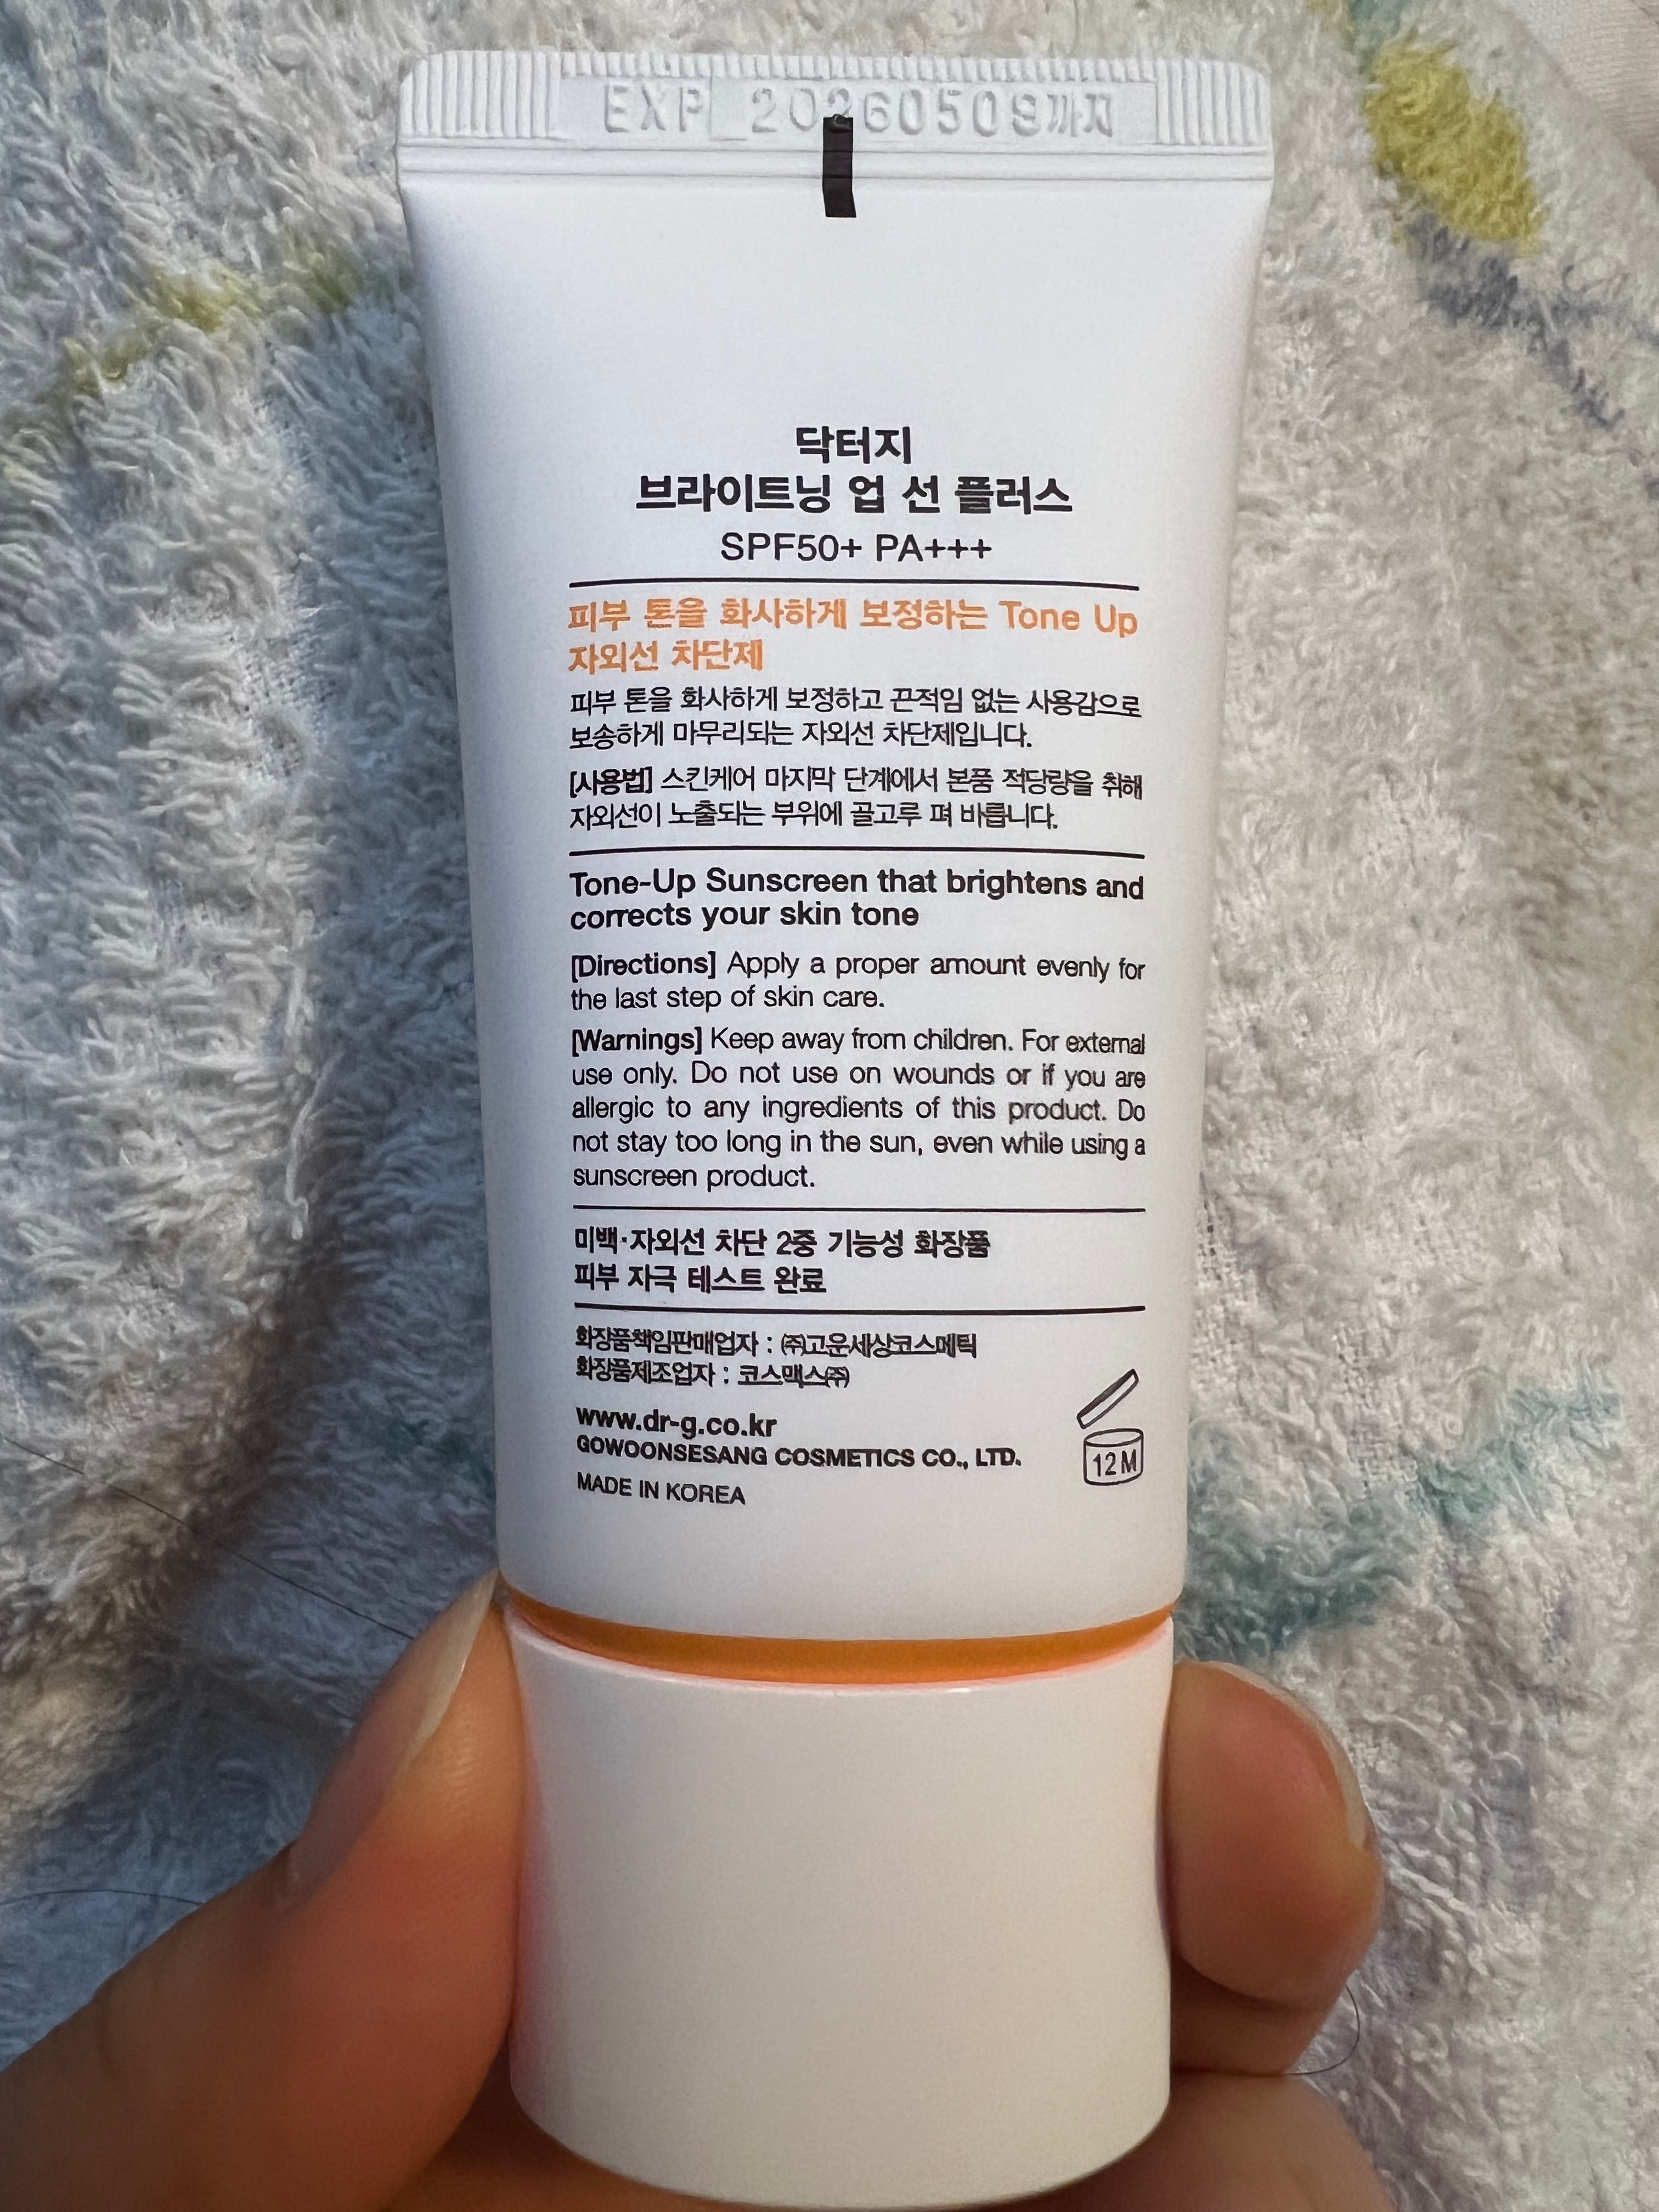 EXP 20260509까지
닥터지
브라이트닝 업 선 플러스
SPF50+ PA+++
피부 톤을 화사하게 보정하는 Tone Up
자외선 차단제
피부 톤을 화사하게 보정하고 끈적임 없는 사용감으로
보송하게 마무리되는 자외선 차단제입니다.
[사용법] 스킨케어 마지막 단계에서 본품 적당량을 취해
자외선이 노출되는 부위에 골고루 펴 바릅니다.
Tone-Up Sunscreen that brightens and
corrects your skin tone
[Directions] Apply a proper amount evenly for
the last step of skin care.
[Warnings] Keep away from children. For external
use only. Do not use on wounds or if you are
allergic to any ingredients of this product. Do
not stay too long in the sun, even while using a
sunscreen product.
미백·자외선 차단 2중 기능성 화장품
피부 자극 테스트 완료
화장품책임판매업자 : ㈜고운세상코스메틱
화장품제조업자 : 코스맥스㈜
www.dr-g.co.kr
GOWOONSESANG COSMETICS CO., LTD.
MADE IN KOREA
12M